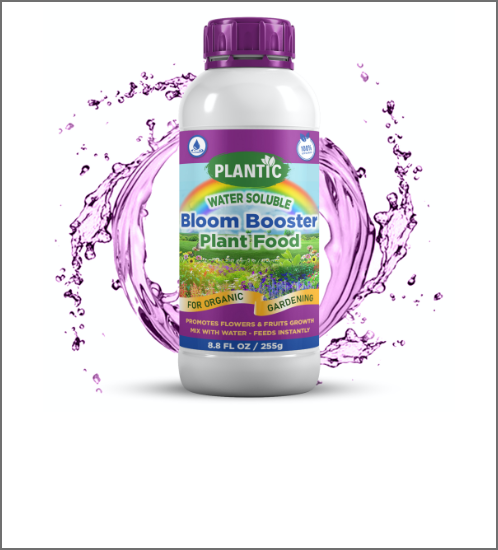 PLANTIC
WATER SOLUBLE
Bloom Booster
Plant Food
FOR ORGANIC GARDENING
PROMOTES FLOWERS & FRUITS GROWTH
MIX WITH WATER - FEEDS INSTANTLY
8.8 FL OZ / 255g